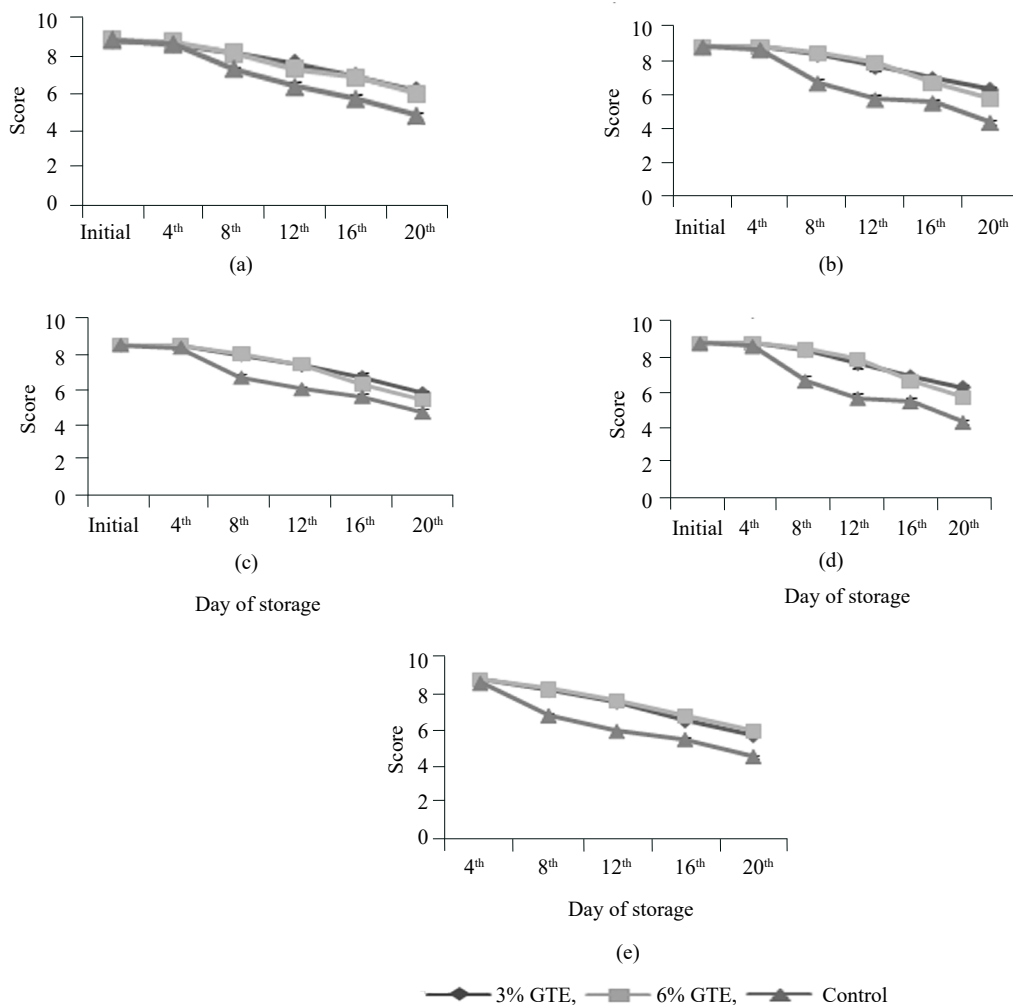 10
8
6
4
2
0
Score
Initial 4th 8th 12th 16th 20th
(a)
10
8
6
4
2
0
Score
Initial 4th 8th 12th 16th 20th
(b)
10
8
6
4
2
0
Score
Initial 4th 8th 12th 16th 20th
(c)
Day of storage
10
8
6
4
2
0
Score
Initial 4th 8th 12th 16th 20th
(d)
Day of storage
10
8
6
4
2
0
Score
4th 8th 12th 16th 20th
Day of storage
(e)
3% GTE, 6% GTE, Control